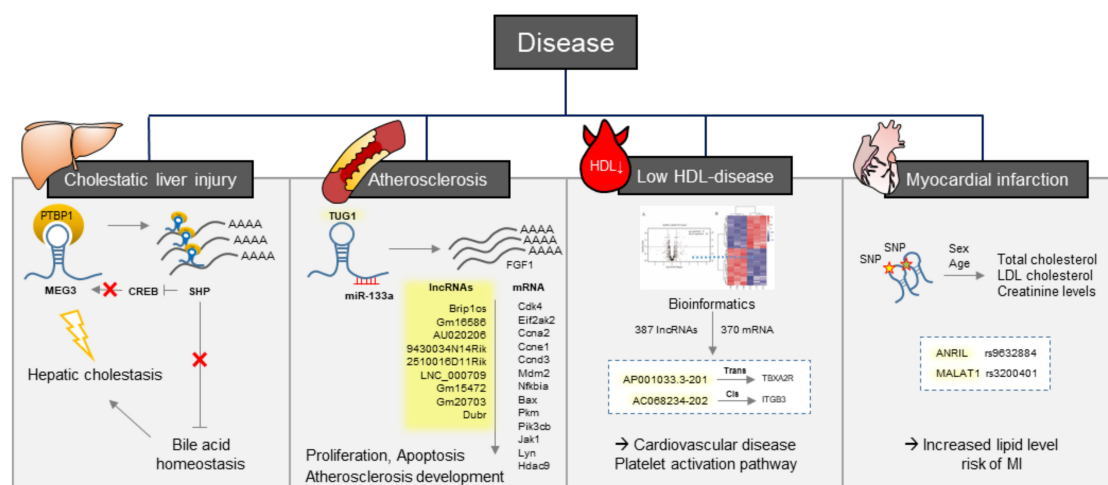 Disease
Cholestatic liver injury
PTBP1
AAAA
AAAA
AAAA
MEG3
CREB
SHP
Hepatic cholestasis
Bile acid
homeostasis
Atherosclerosis
TUG1
AAAA
AAAA
AAAA
FGF1
miR-133a
lncRNAs
Brip1os
Gm16586
AU020206
9430034N14Rik
2510016D11Rik
LNC_000709
Gm15472
Gm20703
Dubr
mRNA
Cdk4
Eif2ak2
Ccna2
Ccne1
Ccnd3
Mdm2
Nfkbia
Bax
Pkm
Pik3cb
Jak1
Lyn
Hdac9
Proliferation, Apoptosis
Atherosclerosis development
HDL↓
Low HDL-disease
A
B
Bioinformatics
387 lncRNAs
370 mRNA
AP001033.3-201
Trans
TBXA2R
AC068234-202
Cis
ITGB3
→ Cardiovascular disease
Platelet activation pathway
Myocardial infarction
SNP
SNP
Sex
Age
Total cholesterol
LDL cholesterol
Creatinine levels
ANRIL rs9632884
MALAT1 rs3200401
→ Increased lipid level
risk of MI